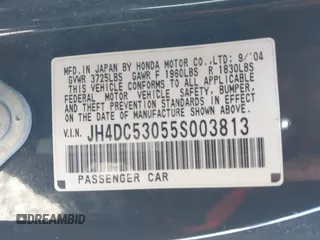 MFD.IN JAPAN BY HONDA MOTOR CO.,LTD: 9/'04
GVWR 3725LBS GAWR F 1960LBS R 1830LBS
THIS VEHICLE CONFORMS TO ALL APPLICABLE
FEDERAL MOTOR VEHICLE SAFETY, BUMPER,
AND THEFT PREVENTION STANDARDS IN EFFECT
ON THE DATE OF MANUFACTURE SHOWN ABOVE.
V.I.N. JH4DC53055S003813
PASSENGER CAR
DREAMBID